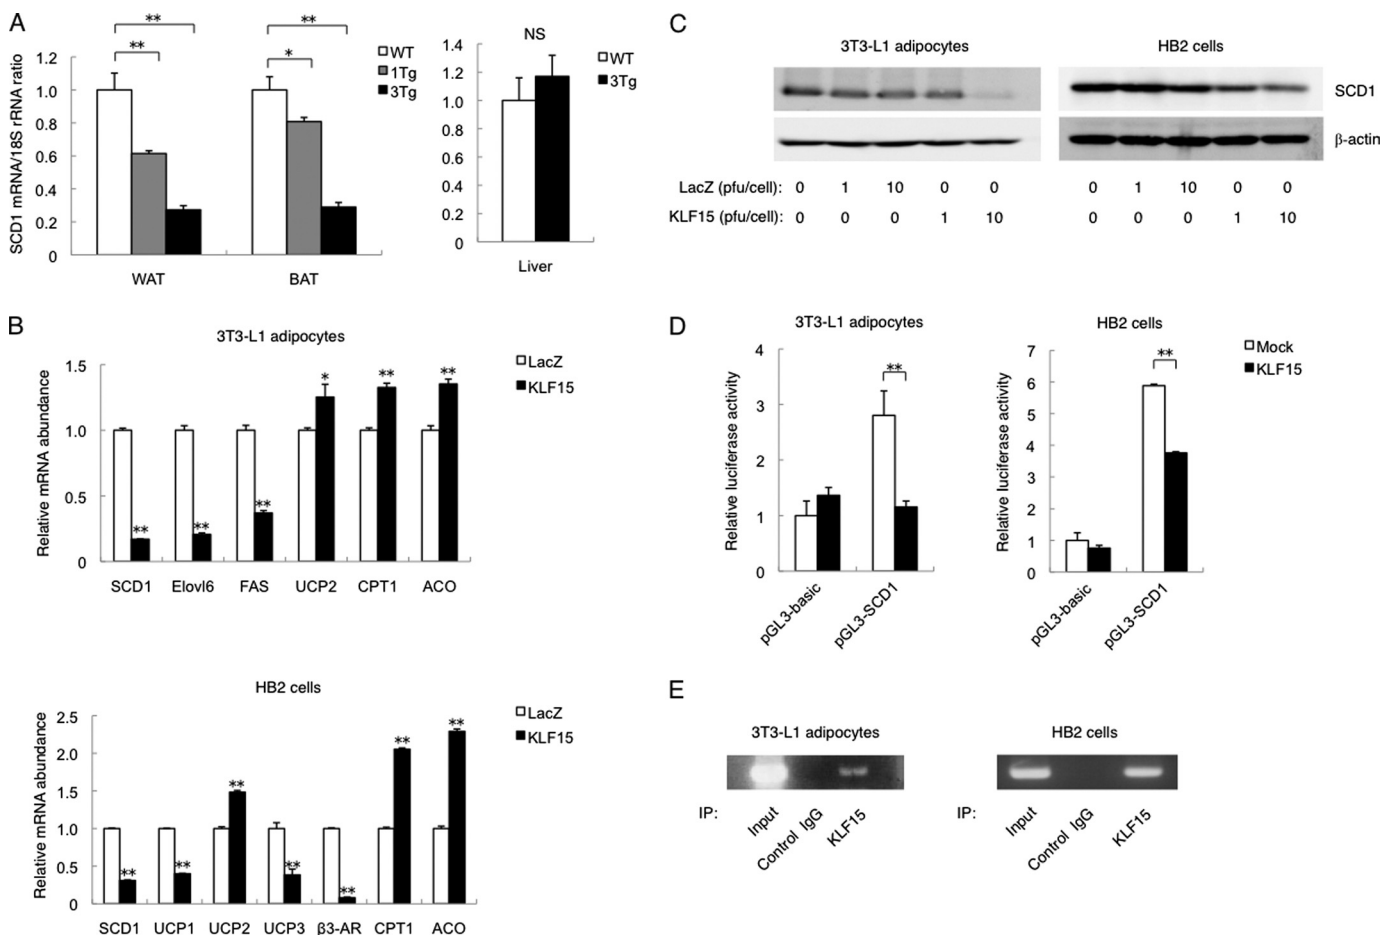 A
** **
** *
SCD1 mRNA/18S rRNA ratio
1.2
1.0
0.8
0.6
0.4
0.2
0
WAT BAT
WT
1Tg
3Tg
NS
1.4
1.2
1.0
0.8
0.6
0.4
0.2
0
Liver
WT
3Tg
B
3T3-L1 adipocytes
LacZ
KLF15
Relative mRNA abundance
1.5
1.0
0.5
0
** ** ** * ** **
SCD1 Elovl6 FAS UCP2 CPT1 ACO
HB2 cells
LacZ
KLF15
Relative mRNA abundance
2.5
2.0
1.5
1.0
0.5
0
** ** ** ** ** ** **
SCD1 UCP1 UCP2 UCP3 β3-AR CPT1 ACO
C
3T3-L1 adipocytes HB2 cells
SCD1
β-actin
LacZ (pfu/cell): 0 1 10 0 0 0 1 10 0 0
KLF15 (pfu/cell): 0 0 0 1 10 0 0 0 1 10
D
3T3-L1 adipocytes
Relative luciferase activity
4
3
2
1
0
**
pGL3-basic pGL3-SCD1
HB2 cells
Relative luciferase activity
7
6
5
4
3
2
1
0
**
pGL3-basic pGL3-SCD1
Mock
KLF15
E
3T3-L1 adipocytes HB2 cells
IP: Input Control IgG KLF15
IP: Input Control IgG KLF15